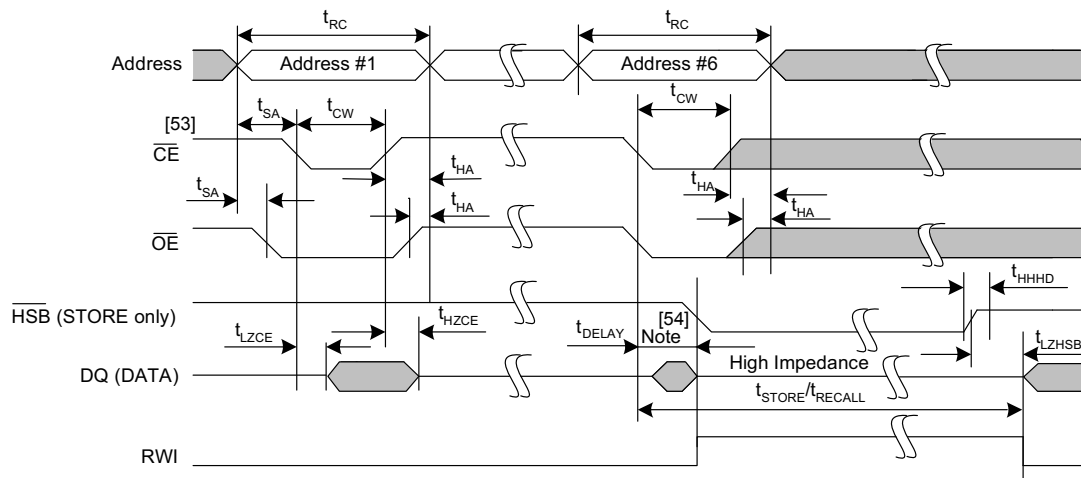 tRC tRC
Address Address #1 Address #6
tSA tCW tCW
[53]
CE
tHA
tSA tHA
tHA tHA
OE
tHHHD
HSB (STORE only)
tLZCE tHZCE tDELAY [54] Note tLZHSB
DQ (DATA) High Impedance
tSTORE/tRECALL
RWI